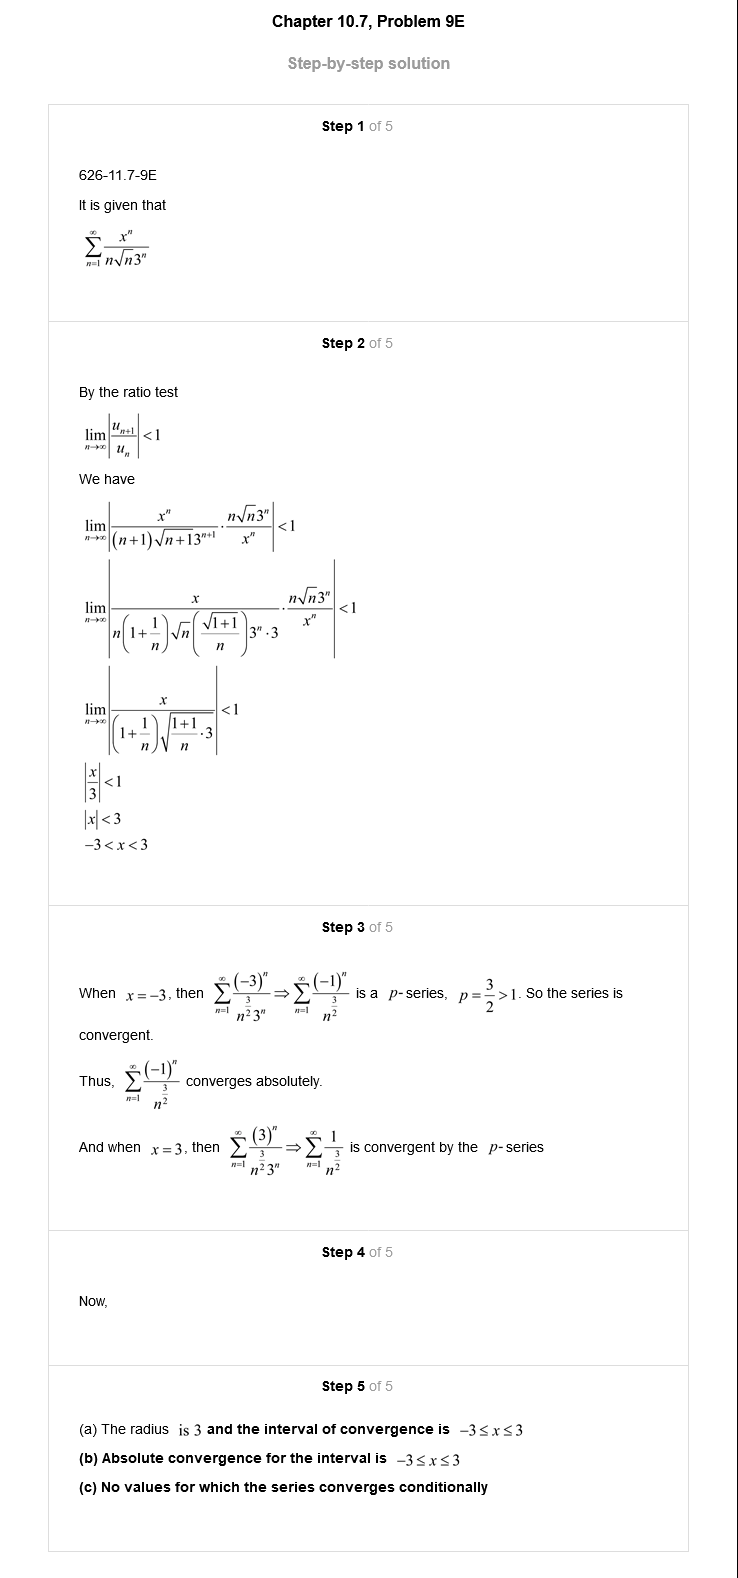 Chapter 10.7, Problem 9E
Step-by-step solution
Step 1 of 5
626-11.7-9E
It is given that
$\sum_{n=1}^{\infty} \frac{x^n}{n\sqrt{n}3^n}$
Step 2 of 5
By the ratio test
$\lim_{n\to\infty} \left|\frac{u_{n+1}}{u_n}\right| < 1$
We have
$\lim_{n\to\infty} \left|\frac{x^n}{(n+1)\sqrt{n+1}3^{n+1}} \cdot \frac{n\sqrt{n}3^n}{x^n}\right| < 1$
$\lim_{n\to\infty} \left|\frac{x}{n\left(1+\frac{1}{n}\right)\sqrt{n}\left(\frac{\sqrt{1+1}}{n}\right)3^n \cdot 3} \cdot \frac{n\sqrt{n}3^n}{x^n}\right| < 1$
$\lim_{n\to\infty} \left|\frac{x}{\left(1+\frac{1}{n}\right)\sqrt{\frac{1+1}{n} \cdot 3}}\right| < 1$
$\left|\frac{x}{3}\right| < 1$
$|x| < 3$
$-3 < x < 3$
Step 3 of 5
When $x = -3$, then $\sum_{n=1}^{\infty} \frac{(-3)^n}{n^{\frac{3}{2}}3^n} \Rightarrow \sum_{n=1}^{\infty} \frac{(-1)^n}{n^{\frac{3}{2}}}$ is a $p$-series, $p = \frac{3}{2} > 1$. So the series is
convergent.
Thus, $\sum_{n=1}^{\infty} \frac{(-1)^n}{n^{\frac{3}{2}}}$ converges absolutely.
And when $x = 3$, then $\sum_{n=1}^{\infty} \frac{(3)^n}{n^{\frac{3}{2}}3^n} \Rightarrow \sum_{n=1}^{\infty} \frac{1}{n^{\frac{3}{2}}}$ is convergent by the $p$-series
Step 4 of 5
Now,
Step 5 of 5
(a) The radius is 3 and the interval of convergence is $-3 \leq x \leq 3$
(b) Absolute convergence for the interval is $-3 \leq x \leq 3$
(c) No values for which the series converges conditionally